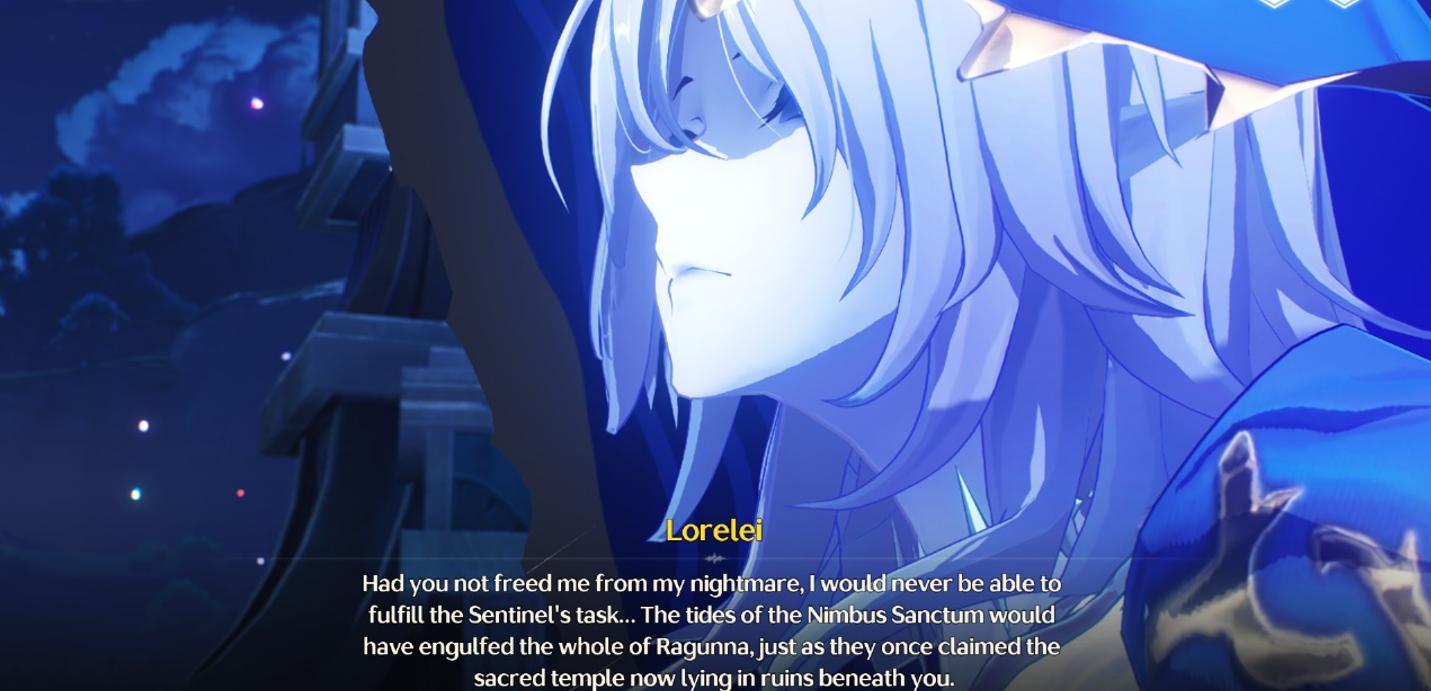 Lorelei
Had you not freed me from my nightmare, I would never be able to
fulfill the Sentinel's task... The tides of the Nimbus Sanctum would
have engulfed the whole of Ragunna, just as they once claimed the
sacred temple now lying in ruins beneath you.